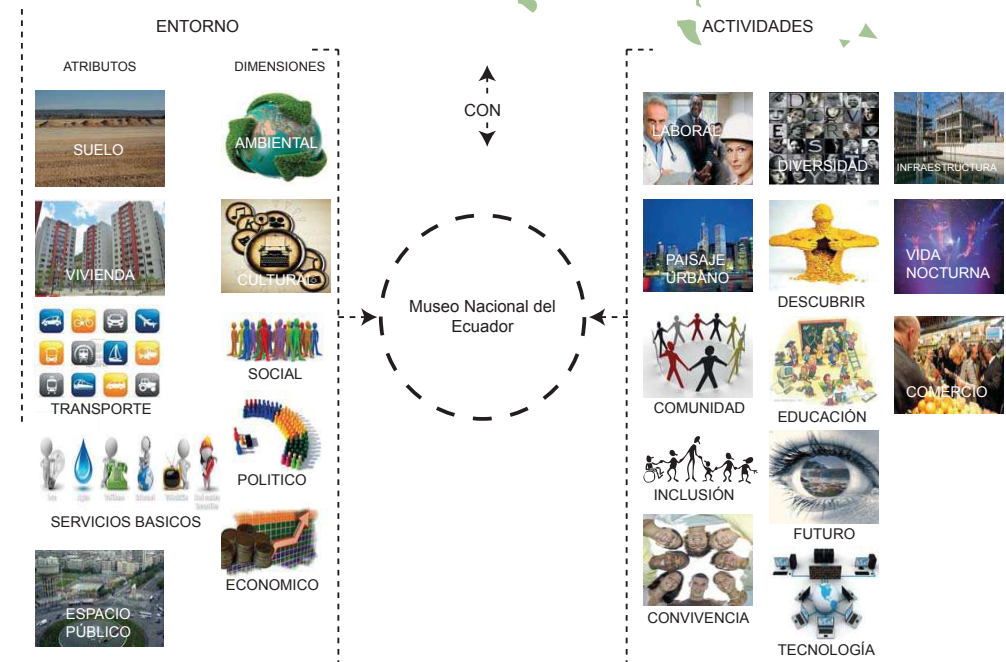 ENTORNO
ATRIBUTOS
DIMENSIONES
SUELO
AMBIENTAL
VIVIENDA
CULTURAL
TRANSPORTE
SOCIAL
SERVICIOS BASICOS
POLITICO
ESPACIO
PÚBLICO
ECONOMICO
CON
Museo Nacional del
Ecuador
ACTIVIDADES
LABORAL
DIVERSIDAD
INFRAESTRUCTURA
PAISAJE
URBANO
DESCUBRIR
VIDA
NOCTURNA
COMUNIDAD
EDUCACIÓN
COMERCIO
INCLUSIÓN
FUTURO
CONVIVENCIA
TECNOLOGÍA